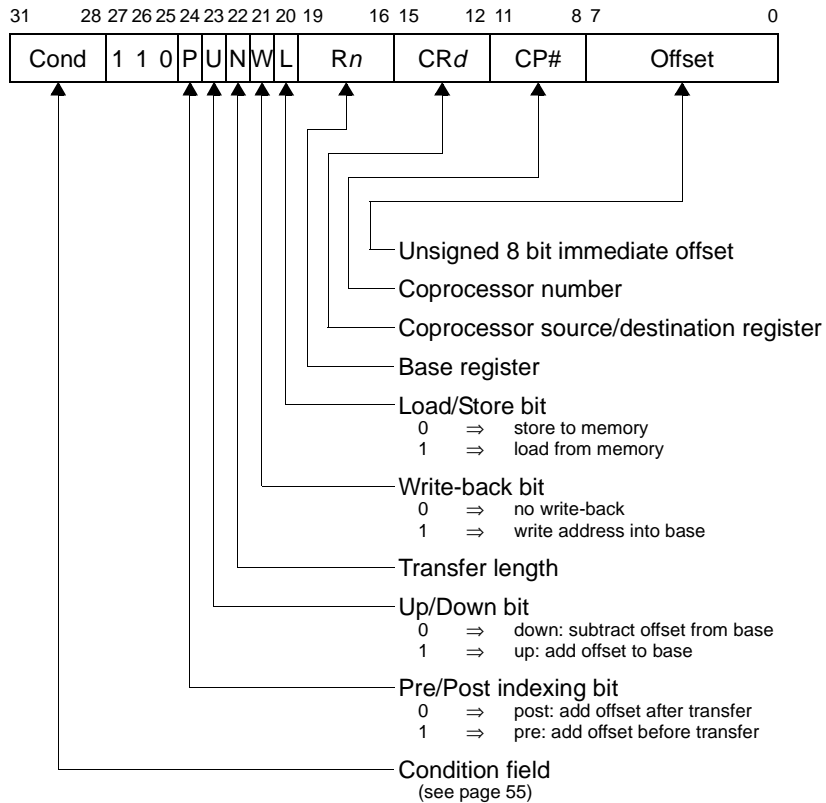 31 28 27 26 25 24 23 22 21 20 19 16 15 12 11 8 7 0
Cond 1 1 0 P U N W L Rn CRd CP# Offset
Unsigned 8 bit immediate offset
Coprocessor number
Coprocessor source/destination register
Base register
Load/Store bit
0 ⇒ store to memory
1 ⇒ load from memory
Write-back bit
0 ⇒ no write-back
1 ⇒ write address into base
Transfer length
Up/Down bit
0 ⇒ down: subtract offset from base
1 ⇒ up: add offset to base
Pre/Post indexing bit
0 ⇒ post: add offset after transfer
1 ⇒ pre: add offset before transfer
Condition field
(see page 55)